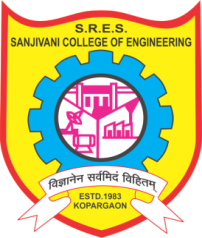 S.R.E.S.
SANJIVANI COLLEGE OF ENGINEERING
विज्ञानेन सर्वमिदं विहितम्
ESTD.1983
KOPARGAON